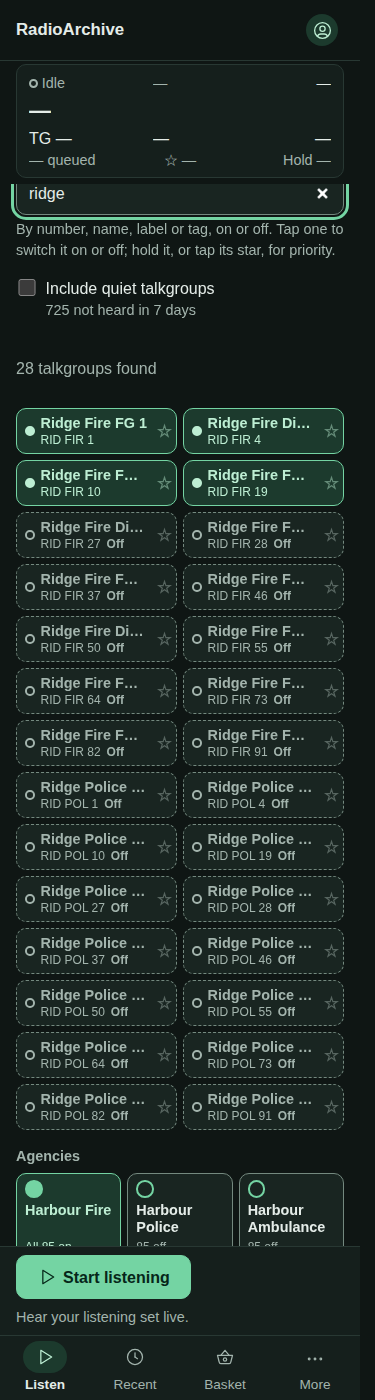 RadioArchive
Idle — —
—
TG — — —
— queued ☆ — Hold —
ridge ×
By number, name, label or tag, on or off. Tap one to
switch it on or off; hold it, or tap its star, for priority.
Include quiet talkgroups
725 not heard in 7 days
28 talkgroups found
Ridge Fire FG 1 ☆ Ridge Fire Di… ☆
RID FIR 1 RID FIR 4
Ridge Fire F… ☆ Ridge Fire F… ☆
RID FIR 10 RID FIR 19
Ridge Fire Di… ☆ Ridge Fire F… ☆
RID FIR 27 Off RID FIR 28 Off
Ridge Fire F… ☆ Ridge Fire F… ☆
RID FIR 37 Off RID FIR 46 Off
Ridge Fire Di… ☆ Ridge Fire F… ☆
RID FIR 50 Off RID FIR 55 Off
Ridge Fire F… ☆ Ridge Fire F… ☆
RID FIR 64 Off RID FIR 73 Off
Ridge Fire F… ☆ Ridge Fire F… ☆
RID FIR 82 Off RID FIR 91 Off
Ridge Police … ☆ Ridge Police … ☆
RID POL 1 Off RID POL 4 Off
Ridge Police … ☆ Ridge Police … ☆
RID POL 10 Off RID POL 19 Off
Ridge Police … ☆ Ridge Police … ☆
RID POL 27 Off RID POL 28 Off
Ridge Police … ☆ Ridge Police … ☆
RID POL 37 Off RID POL 46 Off
Ridge Police … ☆ Ridge Police … ☆
RID POL 50 Off RID POL 55 Off
Ridge Police … ☆ Ridge Police … ☆
RID POL 64 Off RID POL 73 Off
Ridge Police … ☆ Ridge Police … ☆
RID POL 82 Off RID POL 91 Off
Agencies
Harbour Fire Harbour Harbour
Police Ambulance
All 85 on 85 off 85 off
Start listening
Hear your listening set live.
Listen Recent Basket More